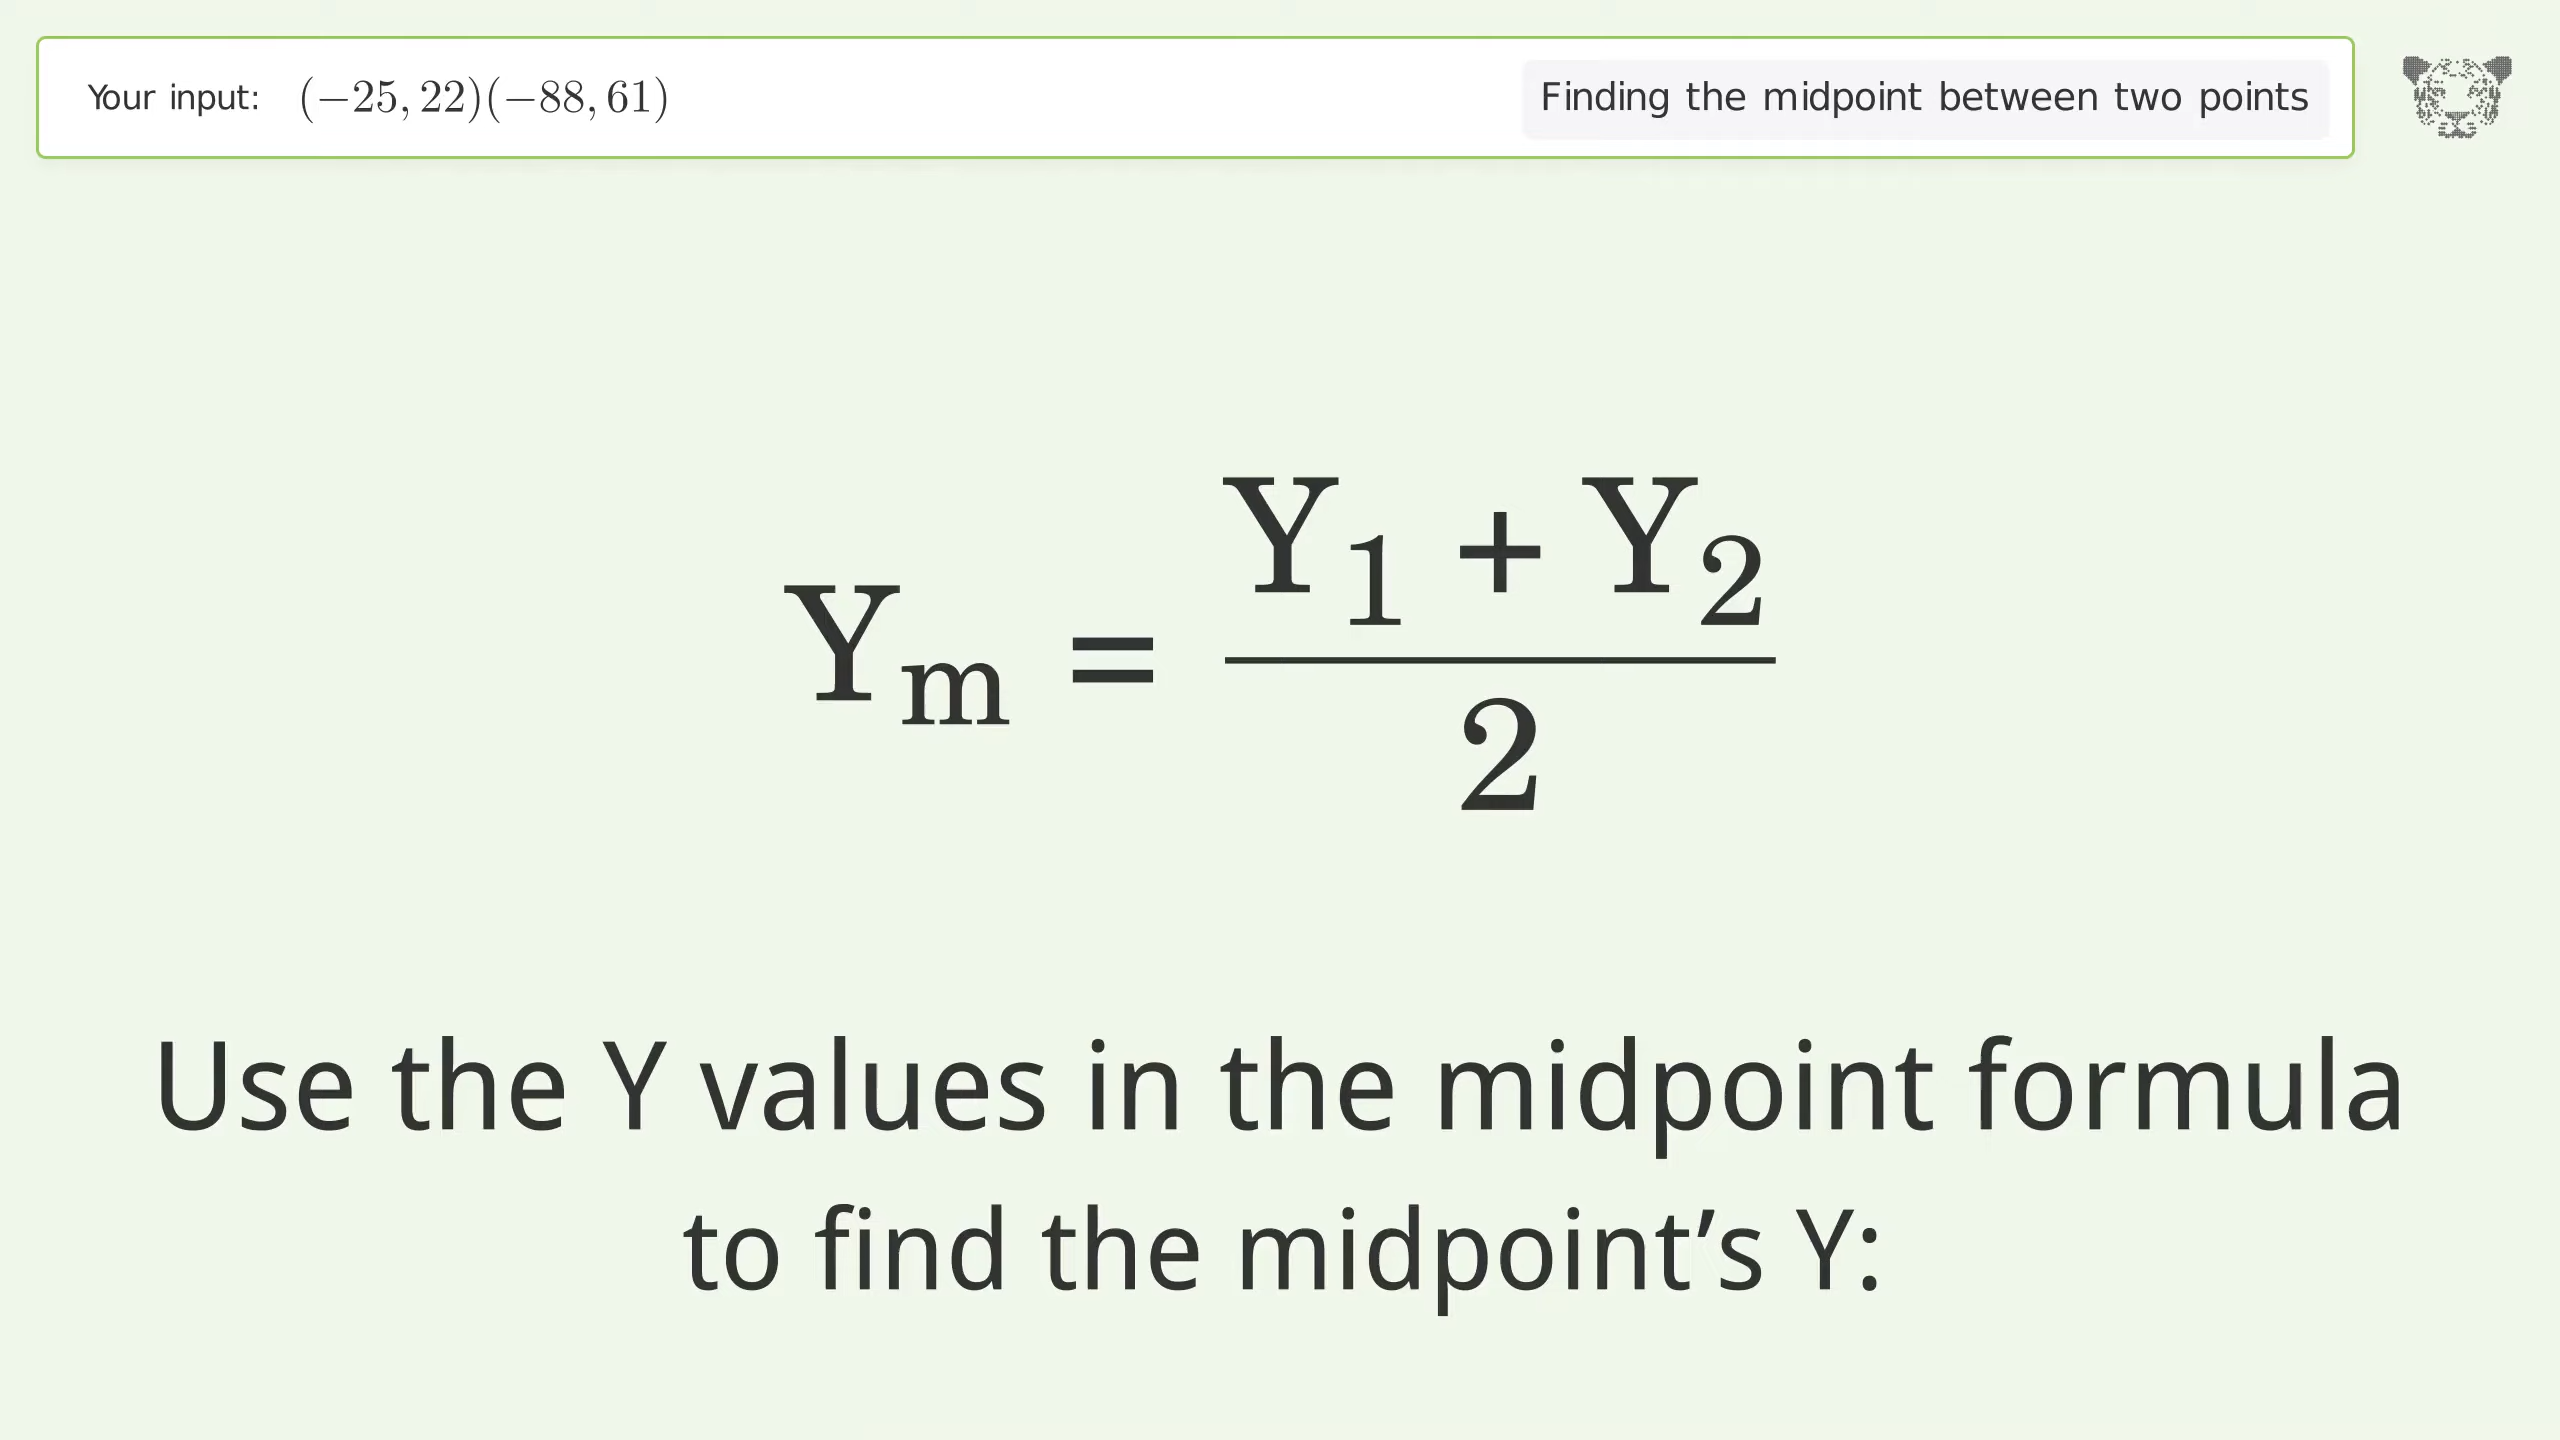 Your input: (−25, 22)(−88, 61)
Finding the midpoint between two points
Yₘ = (Y₁ + Y₂) / 2
Use the Y values in the midpoint formula
to find the midpoint’s Y: